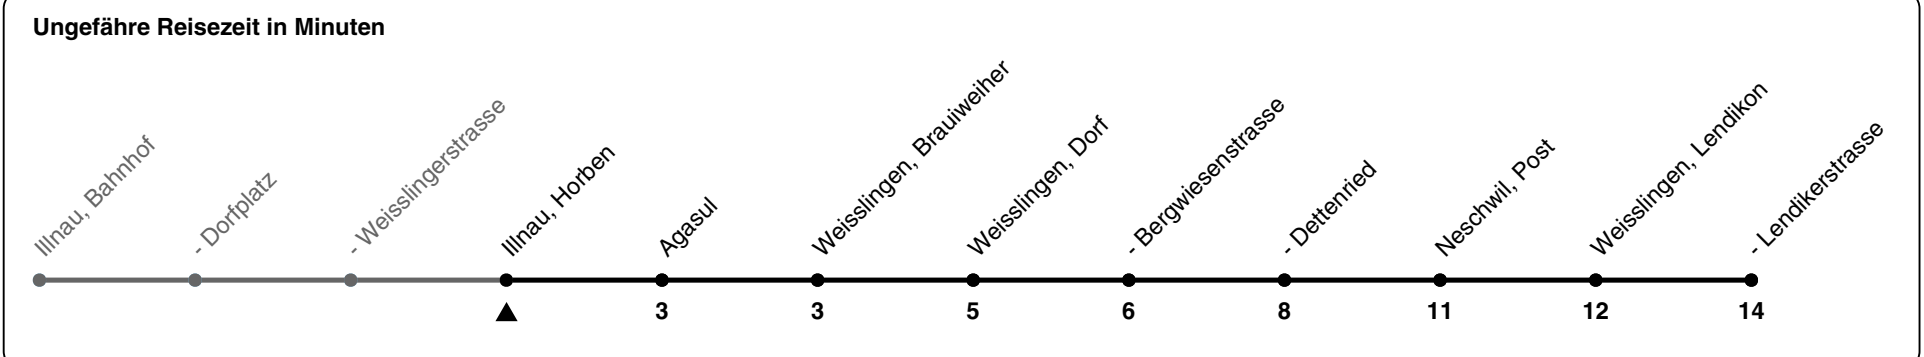 Ungefähre Reisezeit in Minuten
Illnau, Bahnhof
- Dorfplatz
- Weisslingerstrasse
Illnau, Horben
Agasul
Weisslingen, Brauiweiher
Weisslingen, Dorf
- Bergwiesenstrasse
- Dettenried
Neschwil, Post
Weisslingen, Lendikon
- Lendikerstrasse
3 3 5 6 8 11 12 14